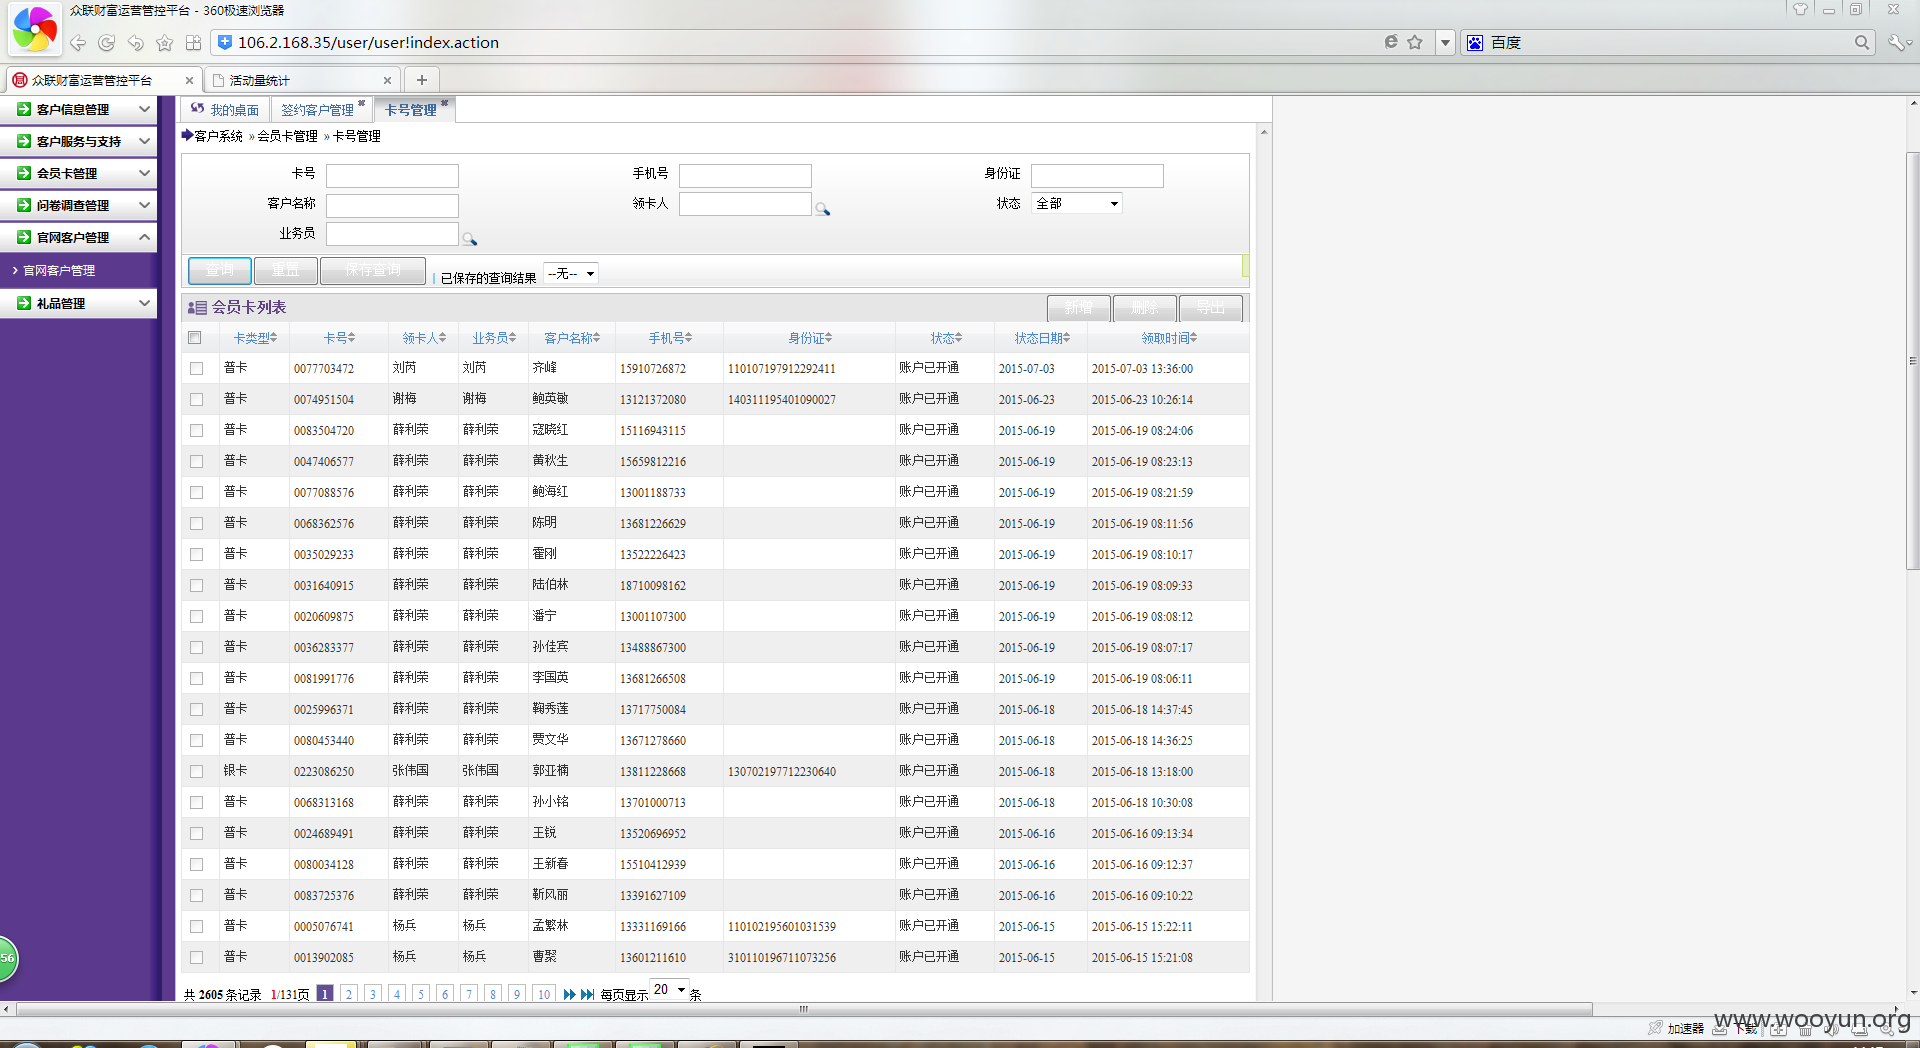 众联财富运营管控平台 - 360极速浏览器
106.2.168.35/user/user!index.action
百度
众联财富运营管控平台
活动量统计
客户信息管理
客户服务与支持
会员卡管理
问卷调查管理
官网客户管理
官网客户管理
礼品管理
我的桌面 签约客户管理 卡号管理
客户系统 »会员卡管理 »卡号管理
卡号 手机号 身份证
客户名称 领卡人 状态 全部
业务员
查询 重置 保存查询 | 已保存的查询结果 --无--
会员卡列表 新增 删除 导出
卡类型 卡号 领卡人 业务员 客户名称 手机号 身份证 状态 状态日期 领取时间
普卡 0077703472 刘芮 刘芮 齐峰 15910726872 110107197912292411 账户已开通 2015-07-03 2015-07-03 13:36:00
普卡 0074951504 谢梅 谢梅 鲍英敏 13121372080 140311195401090027 账户已开通 2015-06-23 2015-06-23 10:26:14
普卡 0083504720 薛利荣 薛利荣 寇晓红 15116943115 账户已开通 2015-06-19 2015-06-19 08:24:06
普卡 0047406577 薛利荣 薛利荣 黄秋生 15659812216 账户已开通 2015-06-19 2015-06-19 08:23:13
普卡 0077088576 薛利荣 薛利荣 鲍海红 13001188733 账户已开通 2015-06-19 2015-06-19 08:21:59
普卡 0068362576 薛利荣 薛利荣 陈明 13681226629 账户已开通 2015-06-19 2015-06-19 08:11:56
普卡 0035029233 薛利荣 薛利荣 霍刚 13522226423 账户已开通 2015-06-19 2015-06-19 08:10:17
普卡 0031640915 薛利荣 薛利荣 陆伯林 18710098162 账户已开通 2015-06-19 2015-06-19 08:09:33
普卡 0020609875 薛利荣 薛利荣 潘宁 13001107300 账户已开通 2015-06-19 2015-06-19 08:08:12
普卡 0036283377 薛利荣 薛利荣 孙佳宾 13488867300 账户已开通 2015-06-19 2015-06-19 08:07:17
普卡 0081991776 薛利荣 薛利荣 李国英 13681266508 账户已开通 2015-06-19 2015-06-19 08:06:11
普卡 0025996371 薛利荣 薛利荣 鞠秀莲 13717750084 账户已开通 2015-06-18 2015-06-18 14:37:45
普卡 0080453440 薛利荣 薛利荣 贾文华 13671278660 账户已开通 2015-06-18 2015-06-18 14:36:25
银卡 0223086250 张伟国 张伟国 郭亚楠 13811228668 130702197712230640 账户已开通 2015-06-18 2015-06-18 13:18:00
普卡 0068313168 薛利荣 薛利荣 孙小铭 13701000713 账户已开通 2015-06-18 2015-06-18 10:30:08
普卡 0024689491 薛利荣 薛利荣 王锐 13520696952 账户已开通 2015-06-16 2015-06-16 09:13:34
普卡 0080034128 薛利荣 薛利荣 王新春 15510412939 账户已开通 2015-06-16 2015-06-16 09:12:37
普卡 0083725376 薛利荣 薛利荣 靳风丽 13391627109 账户已开通 2015-06-16 2015-06-16 09:10:22
普卡 0005076741 杨兵 杨兵 孟繁林 13331169166 110102195601031539 账户已开通 2015-06-15 2015-06-15 15:22:11
普卡 0013902085 杨兵 杨兵 曹聚 13601211610 310110196711073256 账户已开通 2015-06-15 2015-06-15 15:21:08
56
共 2605 条记录 1/131页 1 2 3 4 5 6 7 8 9 10 每页显示 20 条
加速器 下载
www.wooyun.org